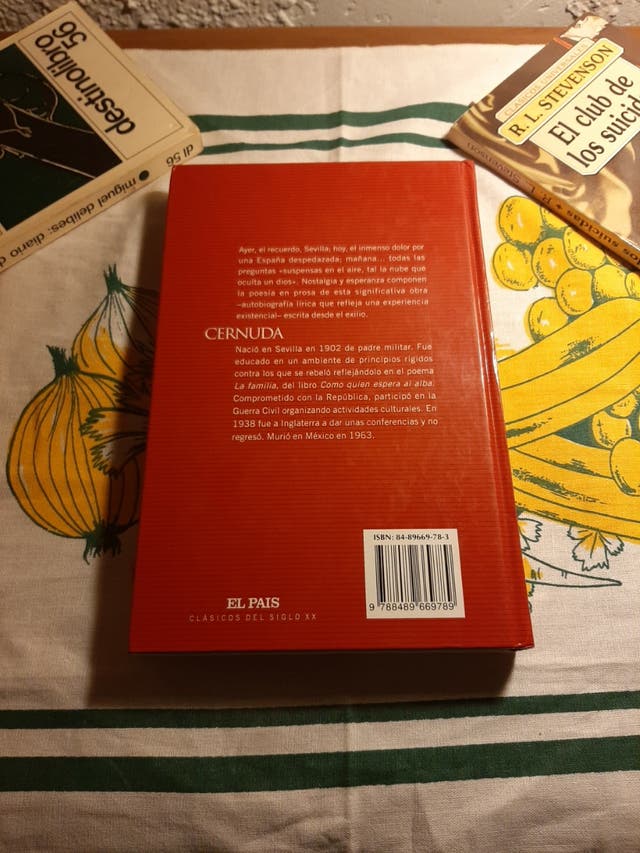 destinolibro
56
dl 56
miguel delibes: diario d
CLÁSICOS UNIVERSALES
R. L. STEVENSON
El club de
los suicid
suicidas • R. L. Stevenson
Ayer, el recuerdo, Sevilla; hoy, el inmenso dolor por
una España despedazada; mañana... todas las
preguntas «suspensas en el aire, tal la nube que
oculta un dios». Nostalgia y esperanza componen
la poesía en prosa de esta significativa obra
–autobiografía lírica que refleja una experiencia
existencial– escrita desde el exilio.
CERNUDA
Nació en Sevilla en 1902 de padre militar. Fue
educado en un ambiente de principios rígidos
contra los que se rebeló reflejándolo en el poema
La familia, del libro Como quien espera al alba.
Comprometido con la República, participó en la
Guerra Civil organizando actividades culturales. En
1938 fue a Inglaterra a dar unas conferencias y no
regresó. Murió en México en 1963.
ISBN: 84-89669-78-3
9 788489 669789
EL PAIS
CLÁSICOS DEL SIGLO XX